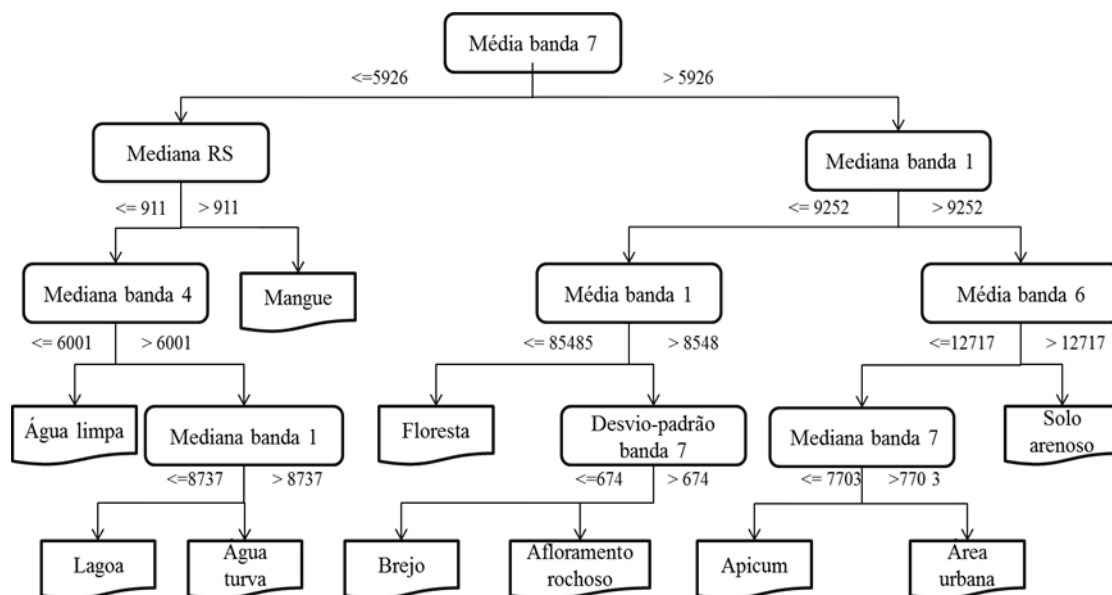 Média banda 7
<=5926
> 5926
Mediana RS
Mediana banda 1
<= 911
> 911
<= 9252
> 9252
Mediana banda 4
Mangue
Média banda 1
Média banda 6
<= 6001
> 6001
<= 85485
> 8548
<=12717
> 12717
Água limpa
Mediana banda 1
Floresta
Desvio-padrão
banda 7
Mediana banda 7
Solo
arenoso
<=8737
> 8737
<=674
> 674
<= 7703
>770 3
Lagoa
Água
turva
Brejo
Afloramento
rochoso
Apicum
Área
urbana